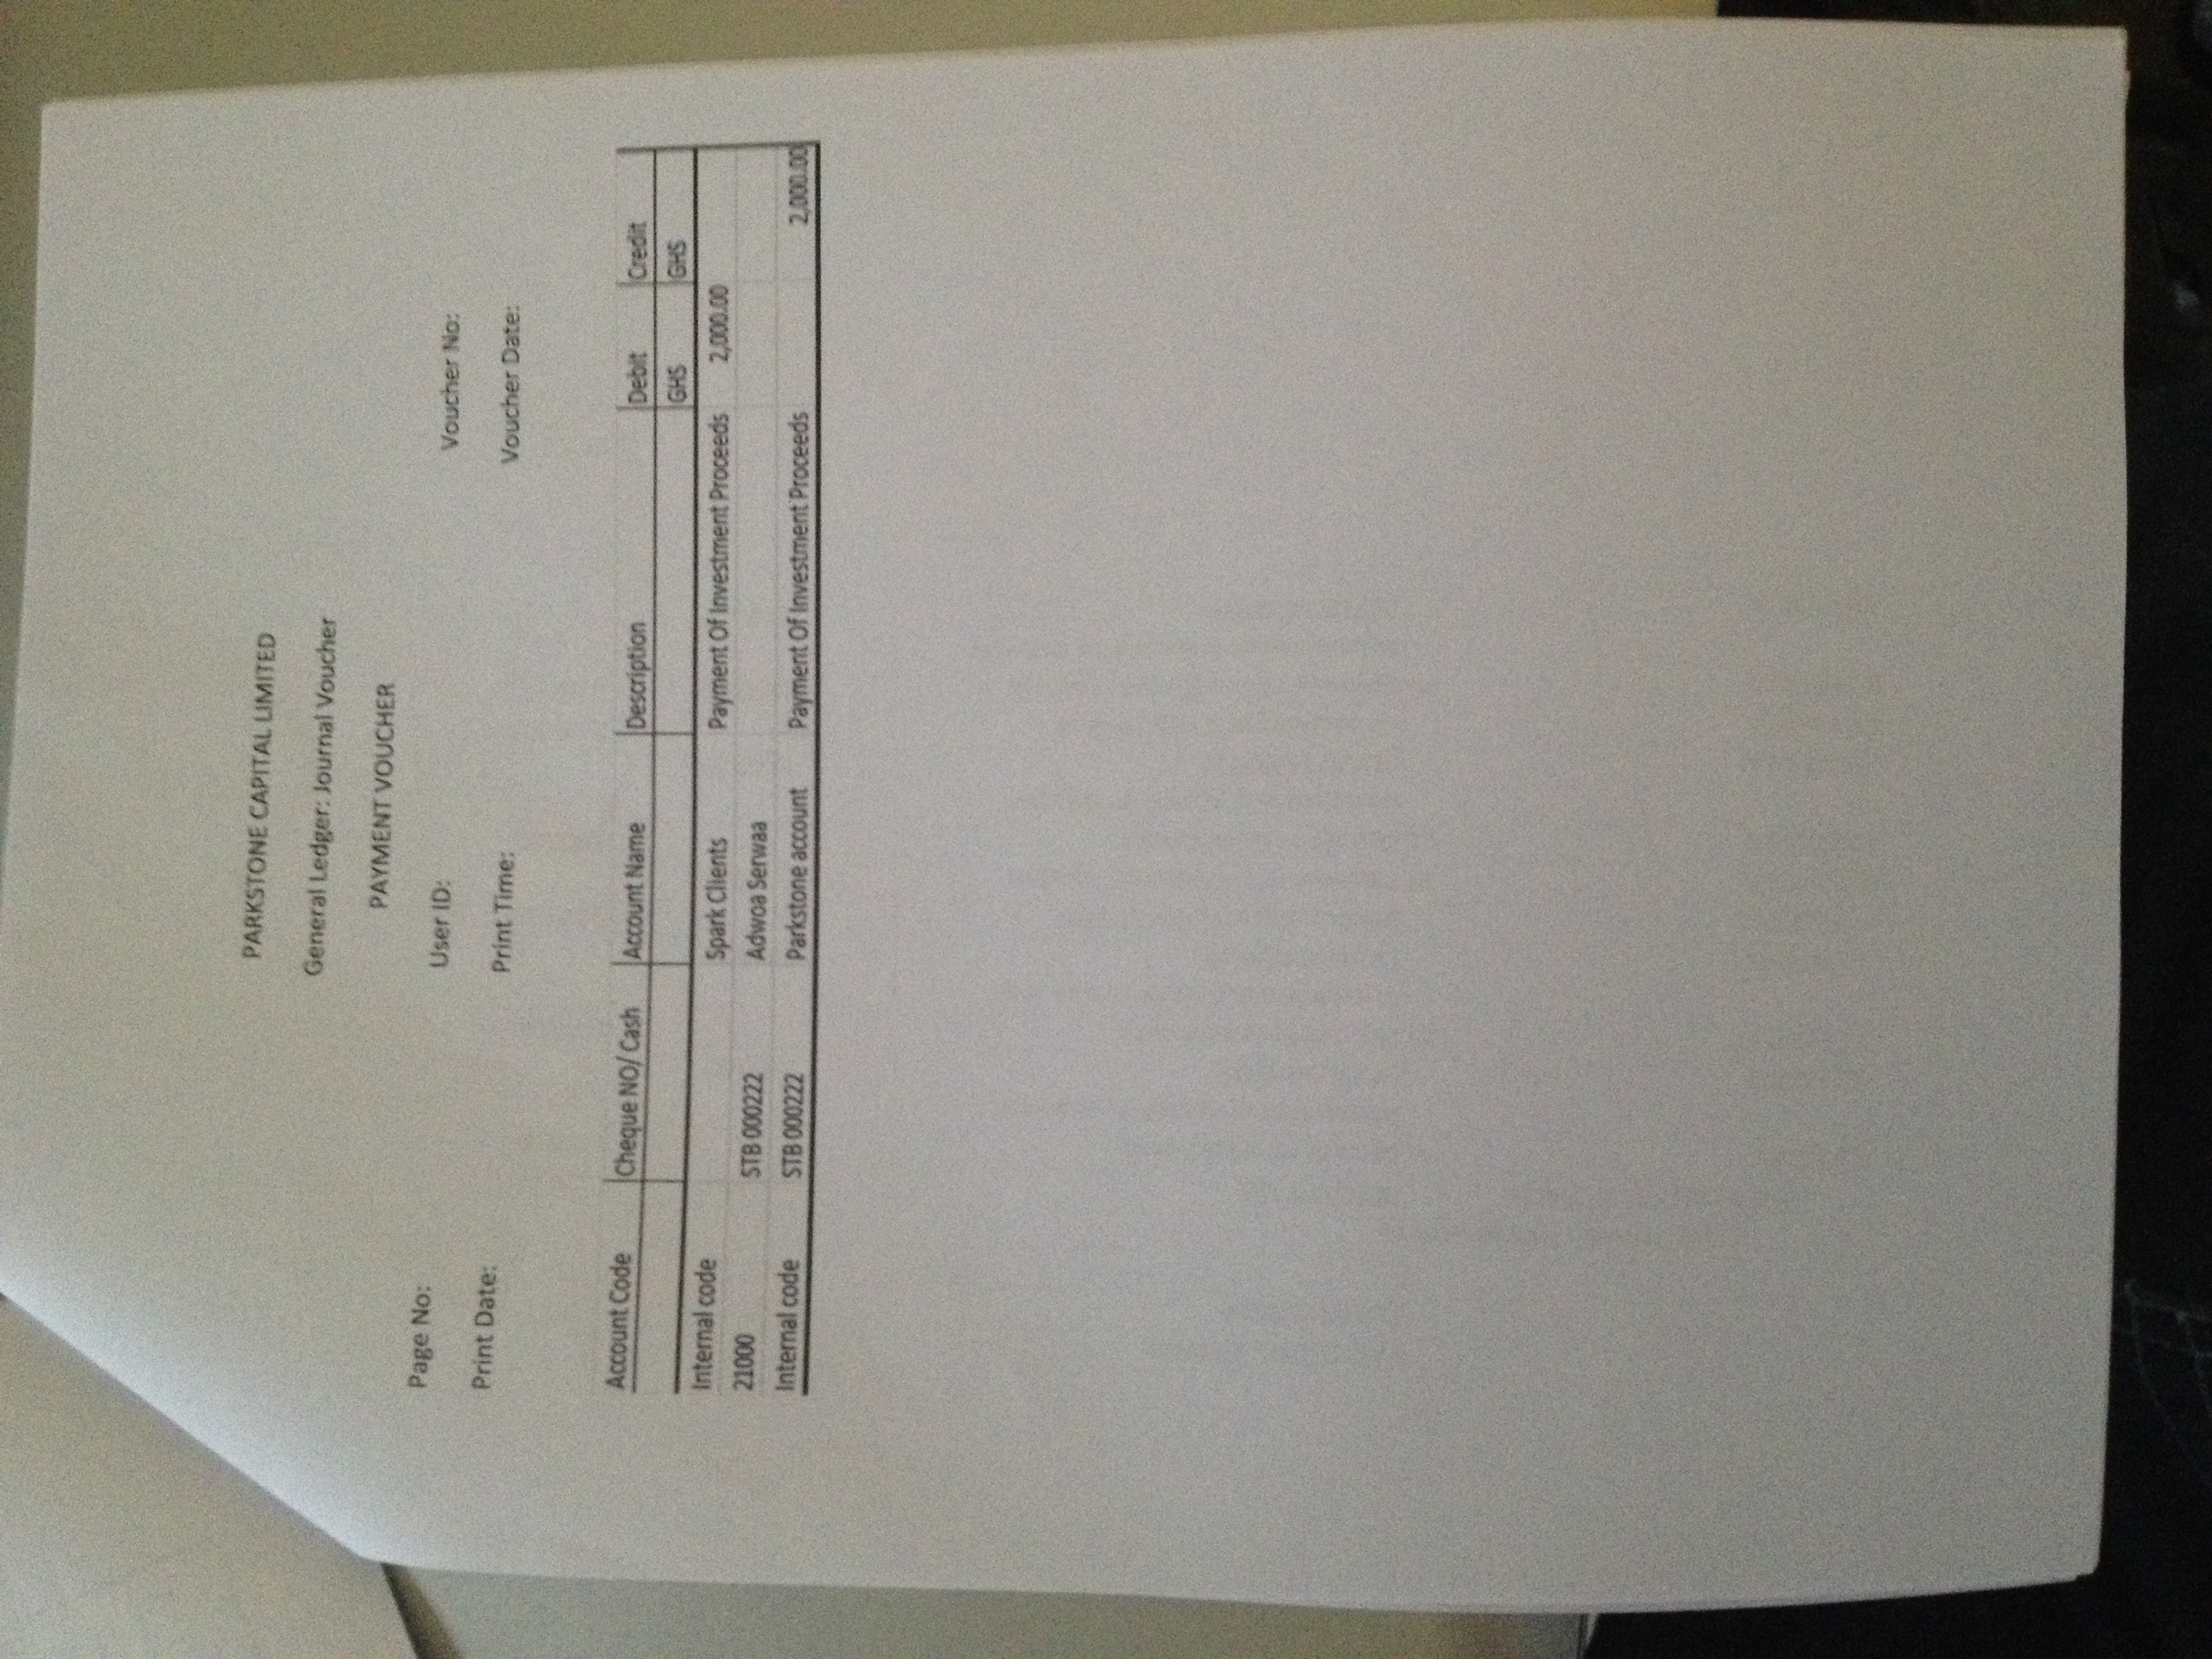 PARKSTONE CAPITAL LIMITED
General Ledger: Journal Voucher
PAYMENT VOUCHER
Page No: User ID: Voucher No:
Print Date: Print Time: Voucher Date:
Account Code Cheque NO/ Cash Account Name Description Debit Credit
GHS GHS
Internal code Spark Clients Payment Of Investment Proceeds 2,000.00
21000 STB 000222 Adwoa Serwaa
Internal code STB 000222 Parkstone account Payment Of Investment Proceeds 2,000.00